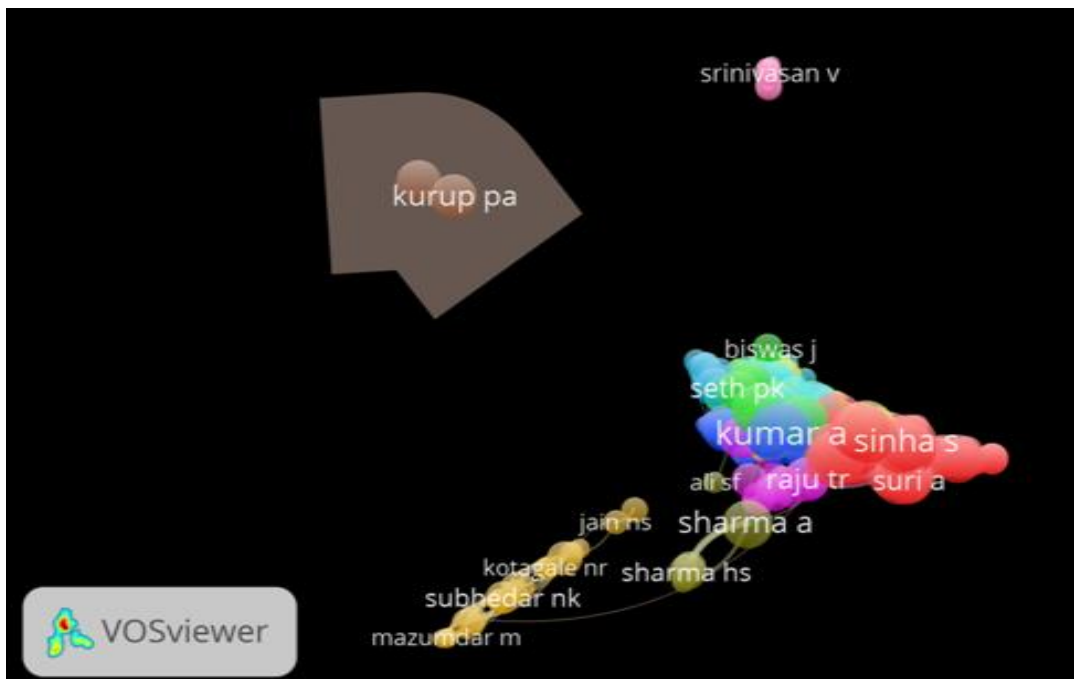 srinivasan v
kurup pa
biswas j
seth pk
kumar a
sinha s
ali sf
raju tr
suri a
jain ns
sharma a
kotagale nr
sharma hs
subhedar nk
mazumdar m
VOSviewer